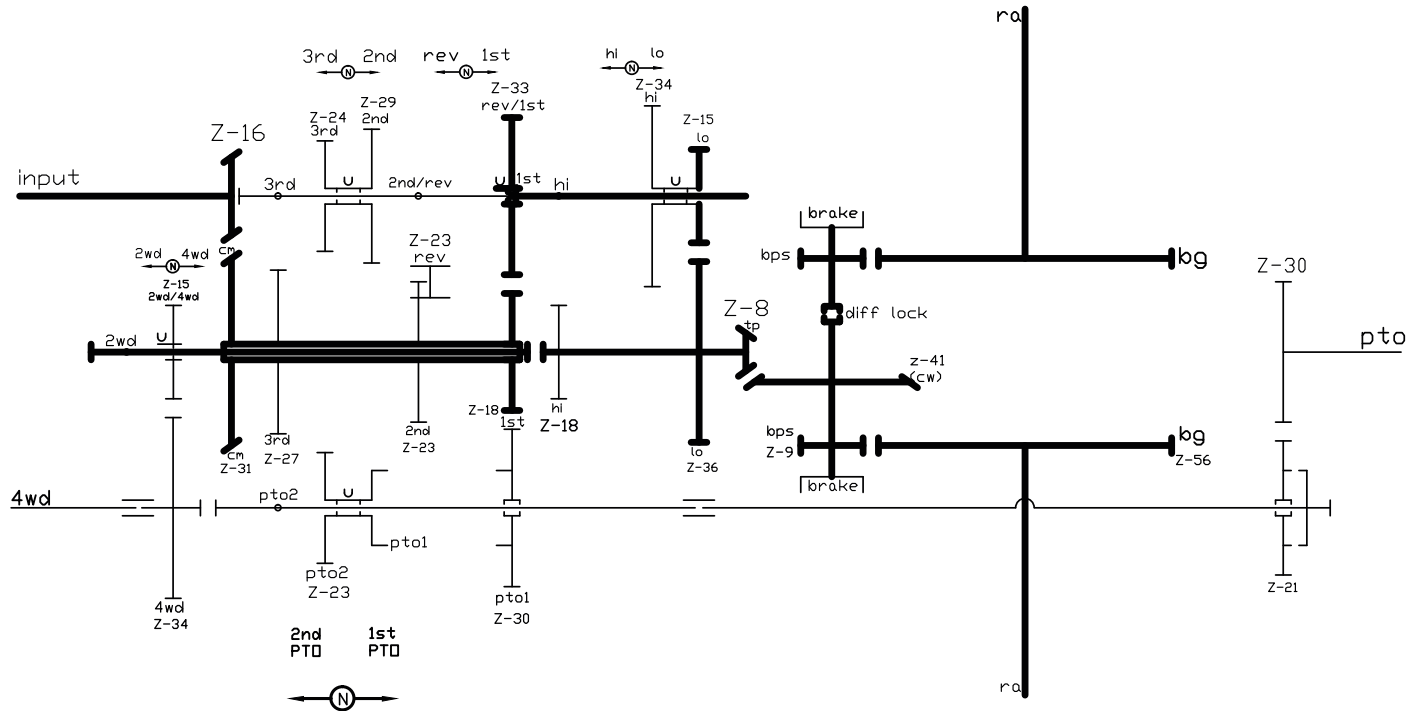 ra
3rd 2nd
N
rev 1st
N
hi lo
N
Z-33
rev/1st
Z-34
hi
Z-29
2nd
Z-24
3rd
Z-15
lo
Z-16
input
3rd
U
2nd/rev
U
1st
hi
U
brake
bps
bg
cm
2wd 4wd
N
Z-15
2wd/4wd
Z-23
rev
Z-30
U
2wd
Z-8
tp
diff lock
pto
z-41
(cw)
Z-18
1st
hi
Z-18
2nd
Z-23
3rd
Z-27
cm
Z-31
lo
Z-36
bps
Z-9
bg
Z-56
brake
4wd
pto2
U
pto1
pto2
Z-23
pto1
Z-30
Z-21
4wd
Z-34
2nd
PTO
1st
PTO
N
ra